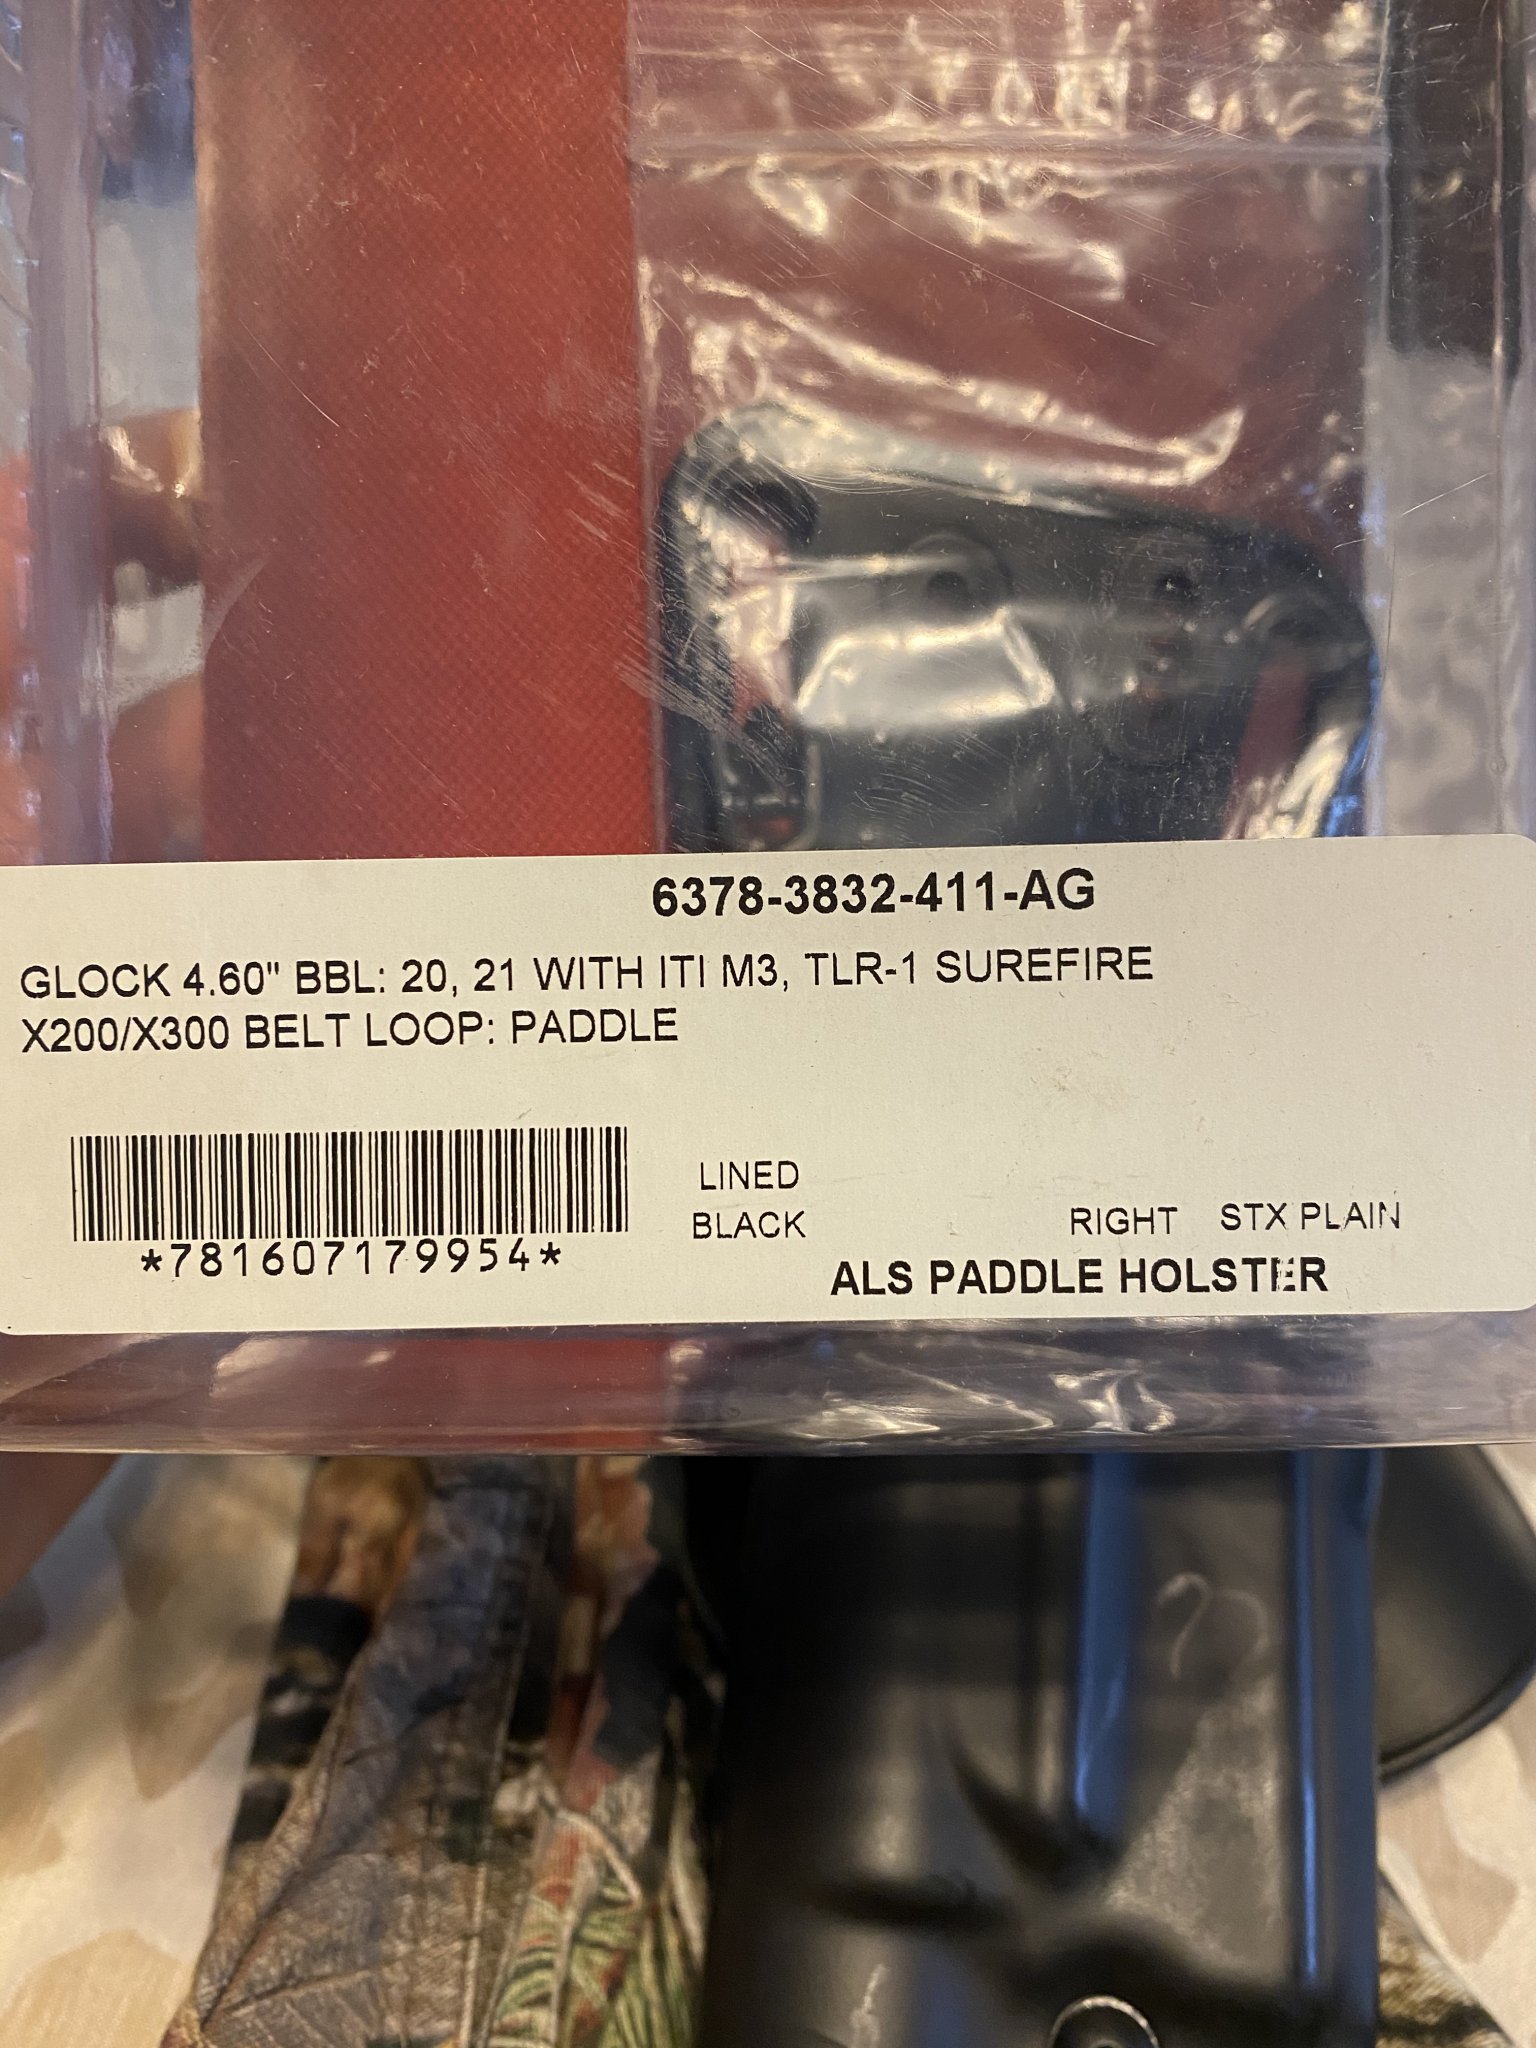 6378-3832-411-AG
GLOCK 4.60" BBL: 20, 21 WITH ITI M3, TLR-1 SUREFIRE
X200/X300 BELT LOOP: PADDLE
LINED
BLACK RIGHT STX PLAIN
*781607179954*
ALS PADDLE HOLSTER